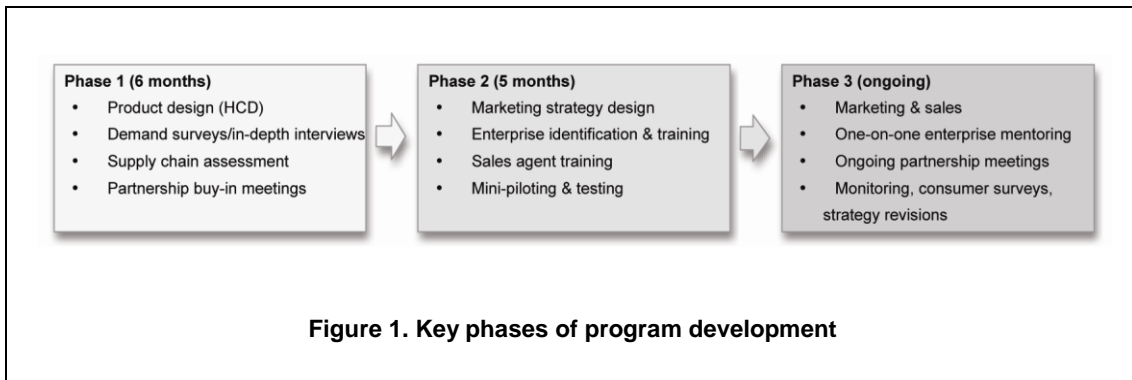 Phase 1 (6 months)
• Product design (HCD)
• Demand surveys/in-depth interviews
• Supply chain assessment
• Partnership buy-in meetings
Phase 2 (5 months)
• Marketing strategy design
• Enterprise identification & training
• Sales agent training
• Mini-piloting & testing
Phase 3 (ongoing)
• Marketing & sales
• One-on-one enterprise mentoring
• Ongoing partnership meetings
• Monitoring, consumer surveys,
strategy revisions
Figure 1. Key phases of program development